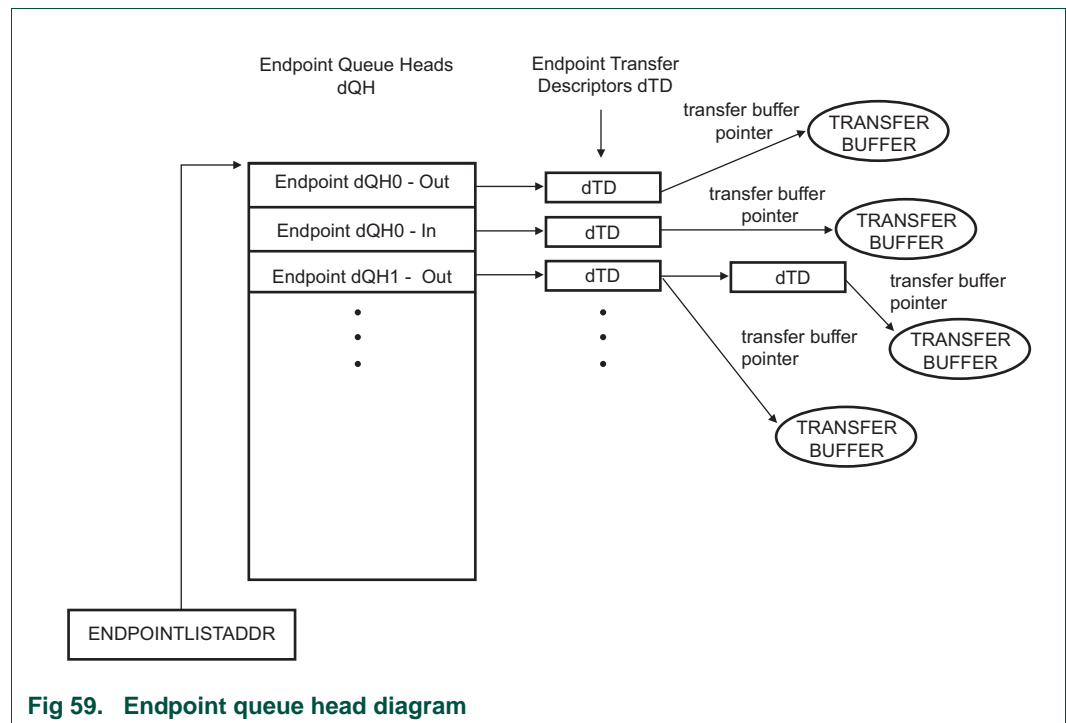 Endpoint Queue Heads
dQH
Endpoint Transfer
Descriptors dTD
transfer buffer
pointer
TRANSFER
BUFFER
Endpoint dQH0 - Out
dTD
transfer buffer
pointer
TRANSFER
BUFFER
Endpoint dQH0 - In
dTD
Endpoint dQH1 - Out
dTD
dTD
transfer buffer
pointer
TRANSFER
BUFFER
transfer buffer
pointer
TRANSFER
BUFFER
ENDPOINTLISTADDR
Fig 59. Endpoint queue head diagram